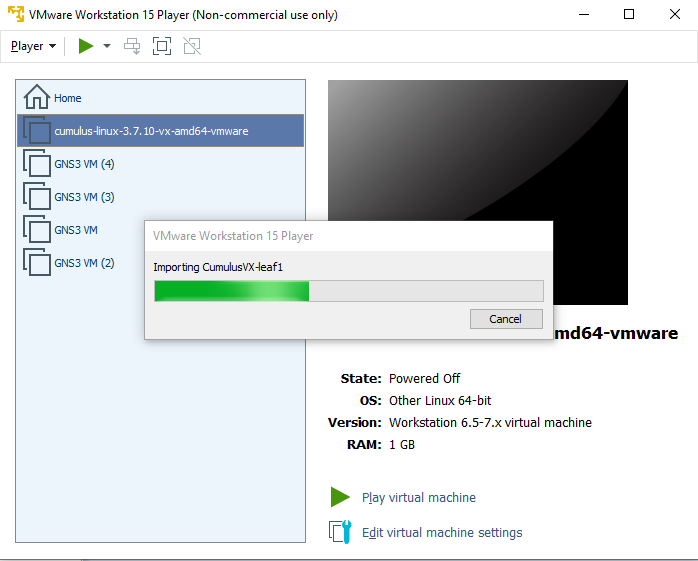 VMware Workstation 15 Player (Non-commercial use only)
Player
Home
cumulus-linux-3.7.10-vx-amd64-vmware
GNS3 VM (4)
GNS3 VM (3)
GNS3 VM
GNS3 VM (2)
VMware Workstation 15 Player
Importing CumulusVX-leaf1
Cancel
md64-vmware
State: Powered Off
OS: Other Linux 64-bit
Version: Workstation 6.5-7.x virtual machine
RAM: 1 GB
Play virtual machine
Edit virtual machine settings